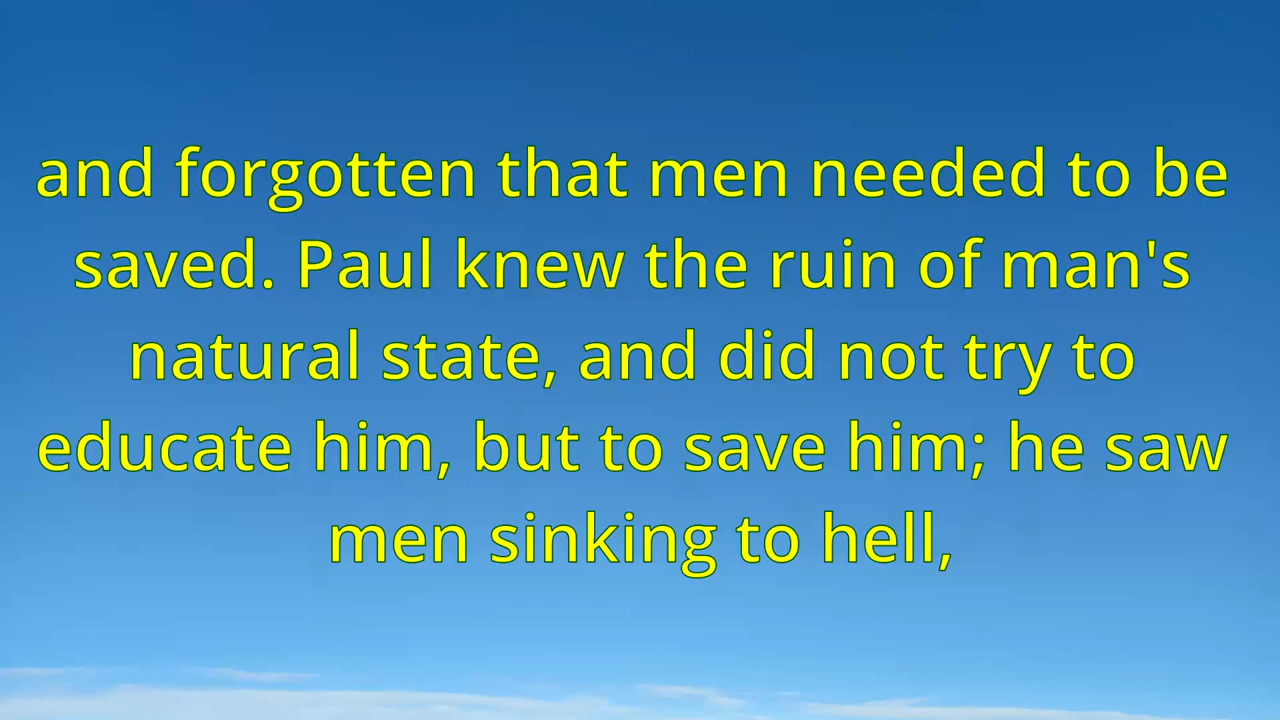 and forgotten that men needed to be
saved. Paul knew the ruin of man's
natural state, and did not try to
educate him, but to save him; he saw
men sinking to hell,